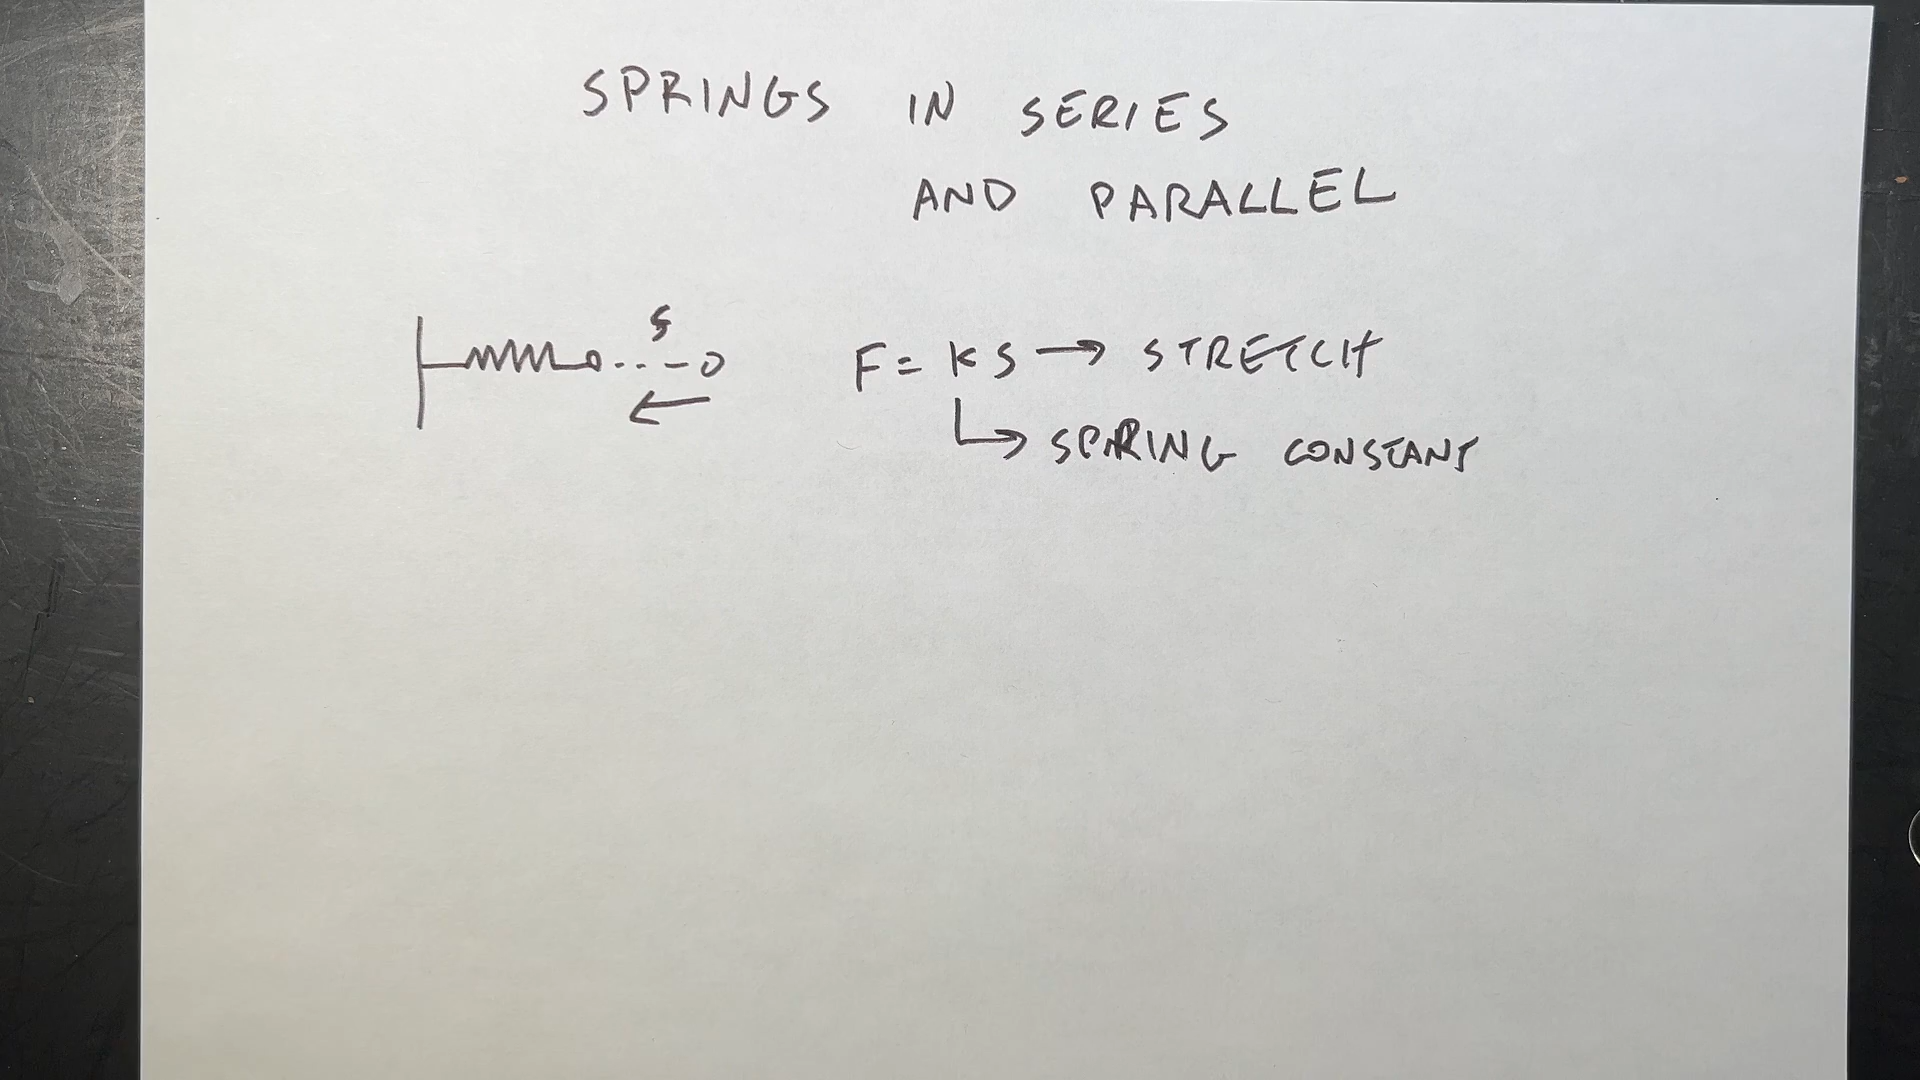 SPRINGS IN SERIES
AND PARALLEL
S
F = KS → STRETCH
↳ SPRING CONSTANT